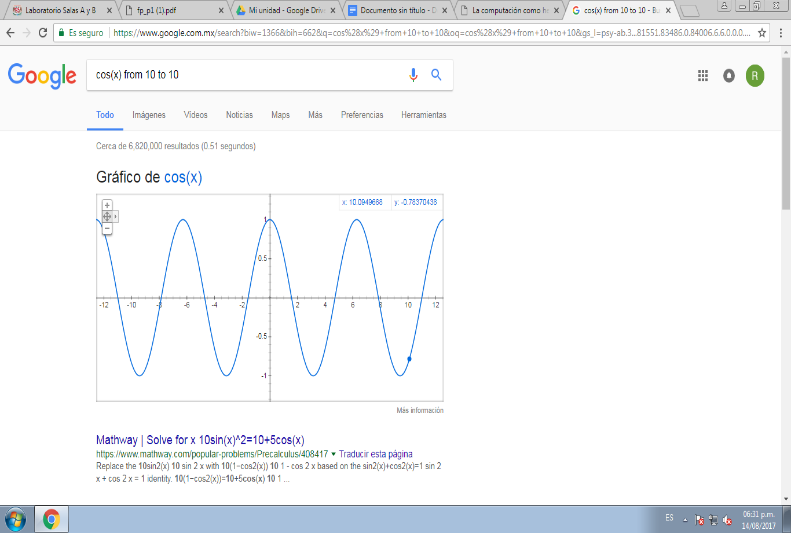 Laboratorio Salas A y B
fp_p1 (1).pdf
Mi unidad - Google Driv
Documento sin título - D
La computación como h
cos(x) from 10 to 10 - Bu
Es seguro
https://www.google.com.mx/search?biw=1366&bih=662&q=cos%28x%29+from+10+to+10&oq=cos%28x%29+from+10+to+10&gs_l=psy-ab.3...81551.83486.0.84006.6.6.0.0.0....
Google
cos(x) from 10 to 10
R
Todo Imágenes Videos Noticias Maps Más Preferencias Herramientas
Cerca de 6,820,000 resultados (0.51 segundos)
Gráfico de cos(x)
x: 10.0949668 y: -0.78370438
1
0.5
-12 -10 -8 -6 -4 -2 2 4 6 8 10 12
-0.5
-1
Más información
Mathway | Solve for x 10sin(x)^2=10+5cos(x)
https://www.mathway.com/popular-problems/Precalculus/408417 Traducir esta página
Replace the 10sin2(x) 10 sin 2 x with 10(1−cos2(x)) 10 1 - cos 2 x based on the sin2(x)+cos2(x)=1 sin 2
x + cos 2 x = 1 identity. 10(1−cos2(x))=10+5cos(x) 10 1 ...
ES
06:31 p.m.
14/08/2017